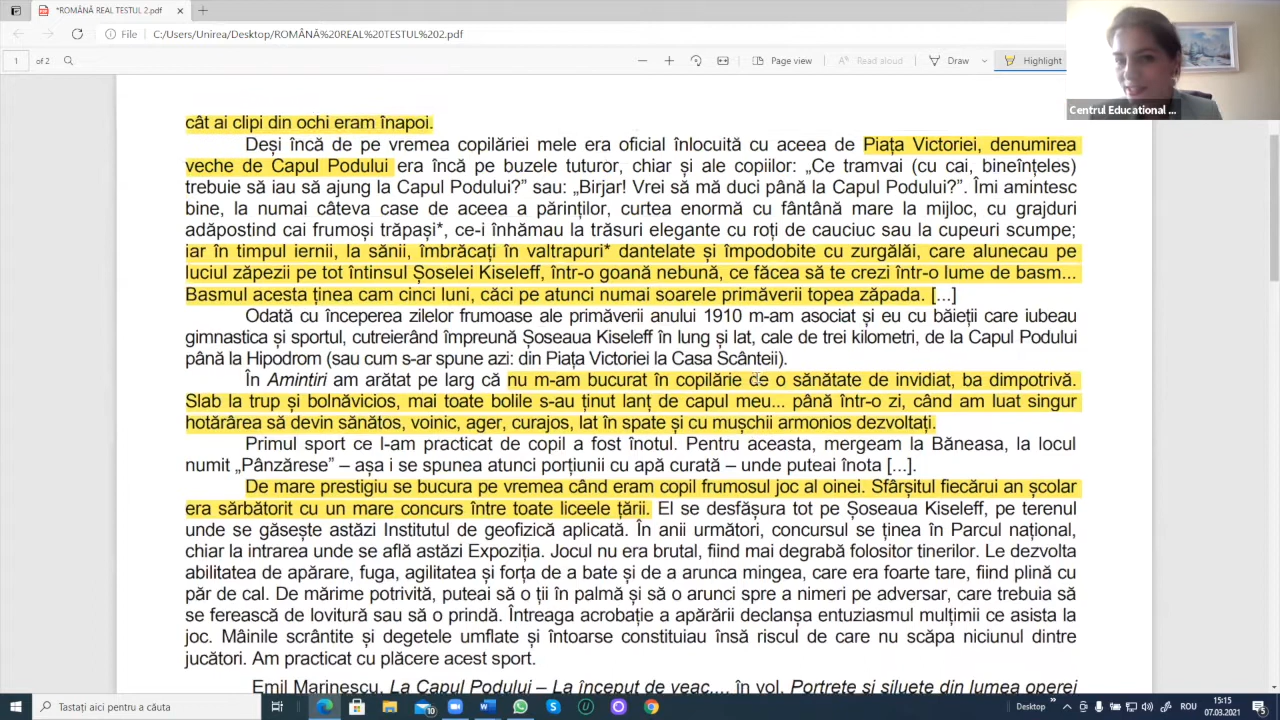 *ROMÂNĂ REAL TESTUL 2.pdf
File C:/Users/Unirea/Desktop/ROMÂNĂ%20REAL%20TESTUL%202.pdf
1 of 2 Page view Read aloud Draw Highlight
Centrul Educational ...
cât ai clipi din ochi eram înapoi.
Deși încă de pe vremea copilăriei mele era oficial înlocuită cu aceea de Piața Victoriei, denumirea
veche de Capul Podului era încă pe buzele tuturor, chiar și ale copiilor: „Ce tramvai (cu cai, bineînțeles)
trebuie să iau să ajung la Capul Podului?” sau: „Birjar! Vrei să mă duci până la Capul Podului?”. Îmi amintesc
bine, la numai câteva case de aceea a părinților, curtea enormă cu fântână mare la mijloc, cu grajduri
adăpostind cai frumoși trăpași*, ce-i înhămau la trăsuri elegante cu roți de cauciuc sau la cupeuri scumpe;
iar în timpul iernii, la sănii, îmbrăcați în valtrapuri* dantelate și împodobite cu zurgălăi, care alunecau pe
luciul zăpezii pe tot întinsul Șoselei Kiseleff, într-o goană nebună, ce făcea să te crezi într-o lume de basm...
Basmul acesta ținea cam cinci luni, căci pe atunci numai soarele primăverii topea zăpada. [...]
Odată cu începerea zilelor frumoase ale primăverii anului 1910 m-am asociat și eu cu băieții care iubeau
gimnastica și sportul, cutreierând împreună Șoseaua Kiseleff în lung și lat, cale de trei kilometri, de la Capul Podului
până la Hipodrom (sau cum s-ar spune azi: din Piața Victoriei la Casa Scânteii).
În Amintiri am arătat pe larg că nu m-am bucurat în copilărie de o sănătate de invidiat, ba dimpotrivă.
Slab la trup și bolnăvicios, mai toate bolile s-au ținut lanț de capul meu... până într-o zi, când am luat singur
hotărârea să devin sănătos, voinic, ager, curajos, lat în spate și cu mușchii armonios dezvoltați.
Primul sport ce l-am practicat de copil a fost înotul. Pentru aceasta, mergeam la Băneasa, la locul
numit „Pânzărese” – așa i se spunea atunci porțiunii cu apă curată – unde puteai înota [...].
De mare prestigiu se bucura pe vremea când eram copil frumosul joc al oinei. Sfârșitul fiecărui an școlar
era sărbătorit cu un mare concurs între toate liceele țării. El se desfășura tot pe Șoseaua Kiseleff, pe terenul
unde se găsește astăzi Institutul de geofizică aplicată. În anii următori, concursul se ținea în Parcul național,
chiar la intrarea unde se află astăzi Expoziția. Jocul nu era brutal, fiind mai degrabă folositor tinerilor. Le dezvolta
abilitatea de apărare, fuga, agilitatea și forța de a bate și de a arunca mingea, care era foarte tare, fiind plină cu
păr de cal. De mărime potrivită, puteai să o ții în palmă și să o arunci spre a nimeri pe adversar, care trebuia să
se ferească de lovitură sau să o prindă. Întreaga acrobație a apărării declanșa entuziasmul mulțimii ce asista la
joc. Mâinile scrântite și degetele umflate și întoarse constituiau însă riscul de care nu scăpa niciunul dintre
jucători. Am practicat cu plăcere acest sport.
Emil Marinescu, La Capul Podului – La început de veac..., în vol. Portrete și siluete din lumea operei
Tastați aici pentru a căuta
10
Desktop ROU 15:15
07.03.2021
5